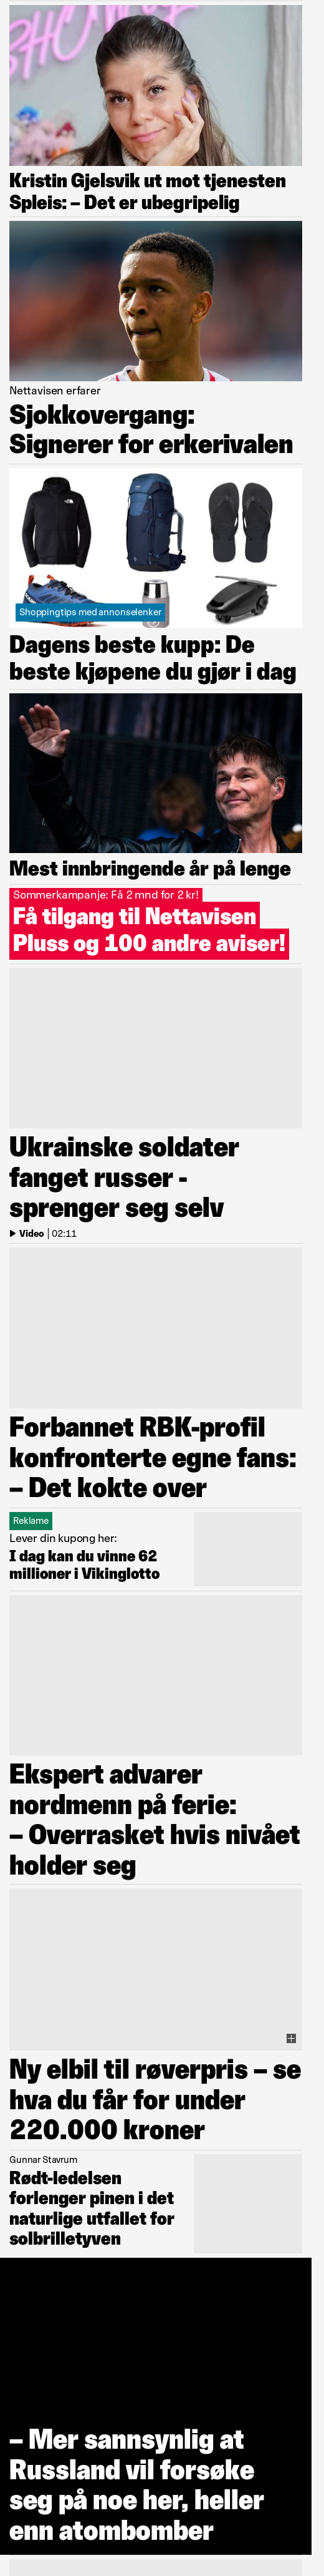 Kristin Gjelsvik ut mot tjenesten
Spleis: – Det er ubegripelig
Nettavisen erfarer
Sjokkovergang:
Signerer for erkerivalen
Shoppingtips med annonselenker
Dagens beste kupp: De
beste kjøpene du gjør i dag
Mest innbringende år på lenge
Sommerkampanje: Få 2 mnd for 2 kr!
Få tilgang til Nettavisen
Pluss og 100 andre aviser!
Ukrainske soldater
fanget russer -
sprenger seg selv
Video | 02:11
Forbannet RBK-profil
konfronterte egne fans:
– Det kokte over
Reklame
Lever din kupong her:
I dag kan du vinne 62
millioner i Vikinglotto
Ekspert advarer
nordmenn på ferie:
– Overrasket hvis nivået
holder seg
Ny elbil til røverpris – se
hva du får for under
220.000 kroner
Gunnar Stavrum
Rødt-ledelsen
forlenger pinen i det
naturlige utfallet for
solbrilletyven
– Mer sannsynlig at
Russland vil forsøke
seg på noe her, heller
enn atombomber